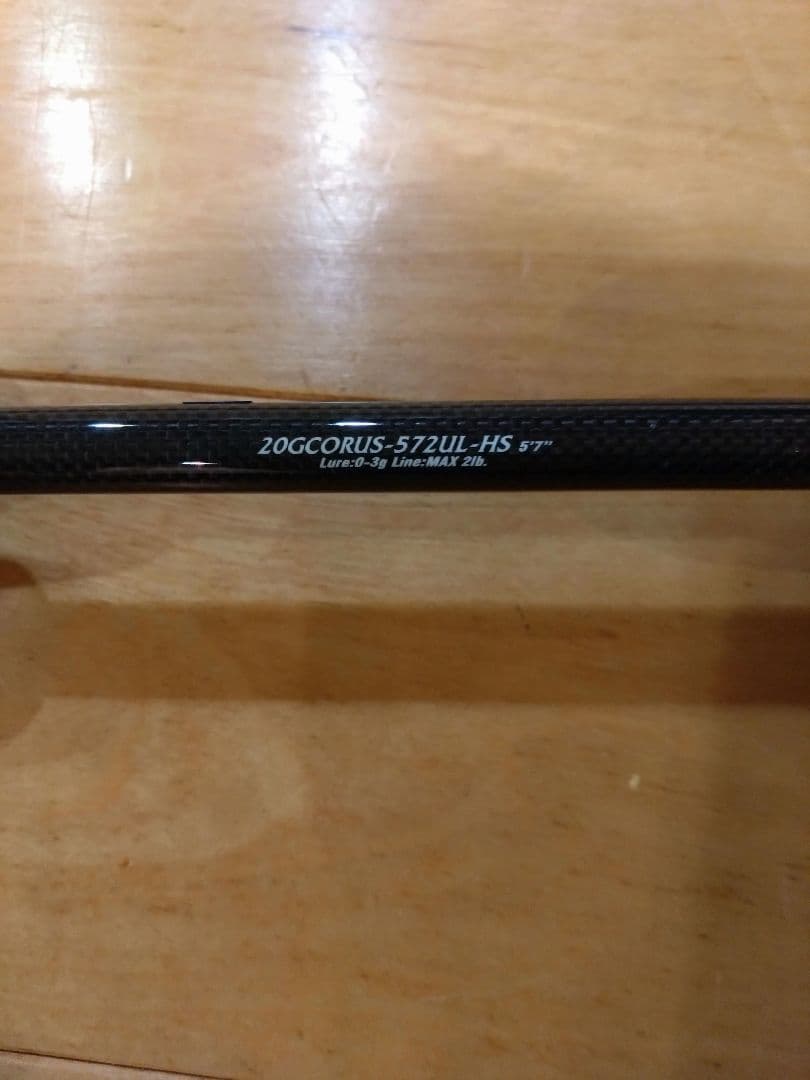 20GCORUS-572UL-HS 5'7"
Lure:0-3g Line:MAX 2lb.